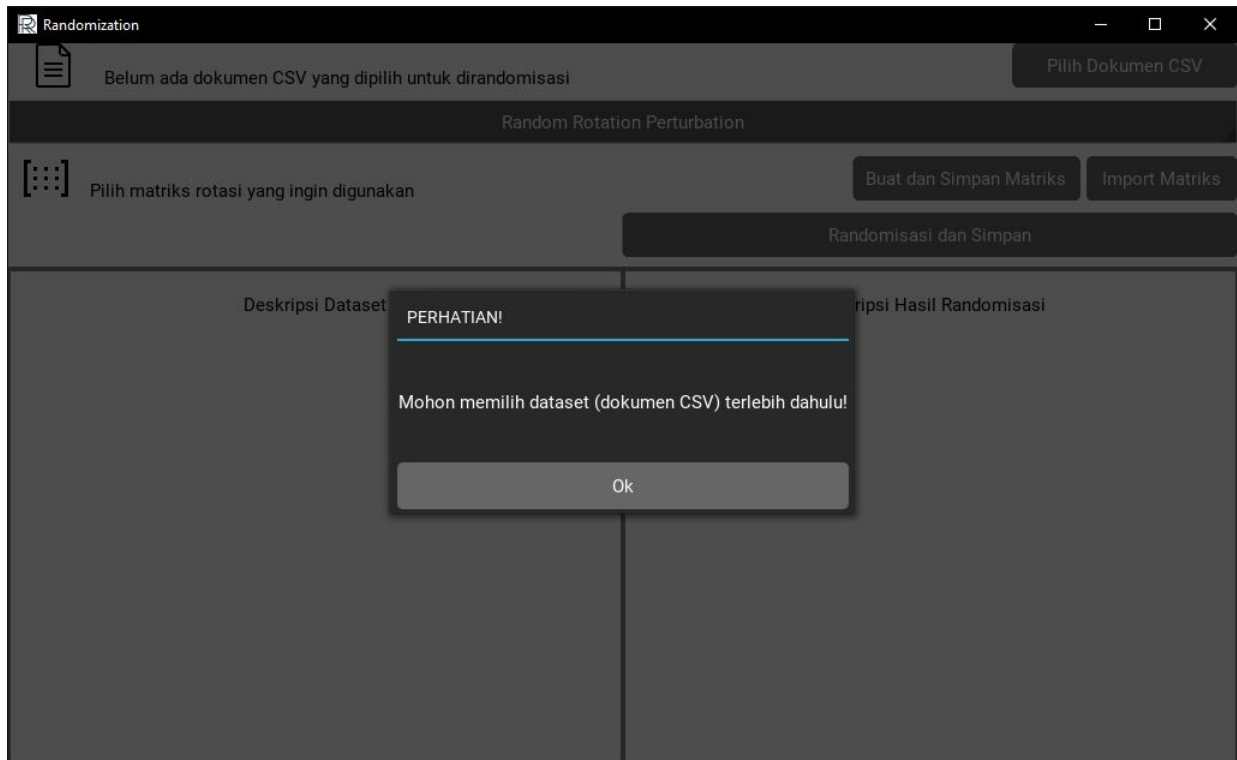 Randomization
Belum ada dokumen CSV yang dipilih untuk dirandomisasi
Pilih Dokumen CSV
Random Rotation Perturbation
Pilih matriks rotasi yang ingin digunakan
Buat dan Simpan Matriks
Import Matriks
Randomisasi dan Simpan
Deskripsi Dataset
ripsi Hasil Randomisasi
PERHATIAN!
Mohon memilih dataset (dokumen CSV) terlebih dahulu!
Ok